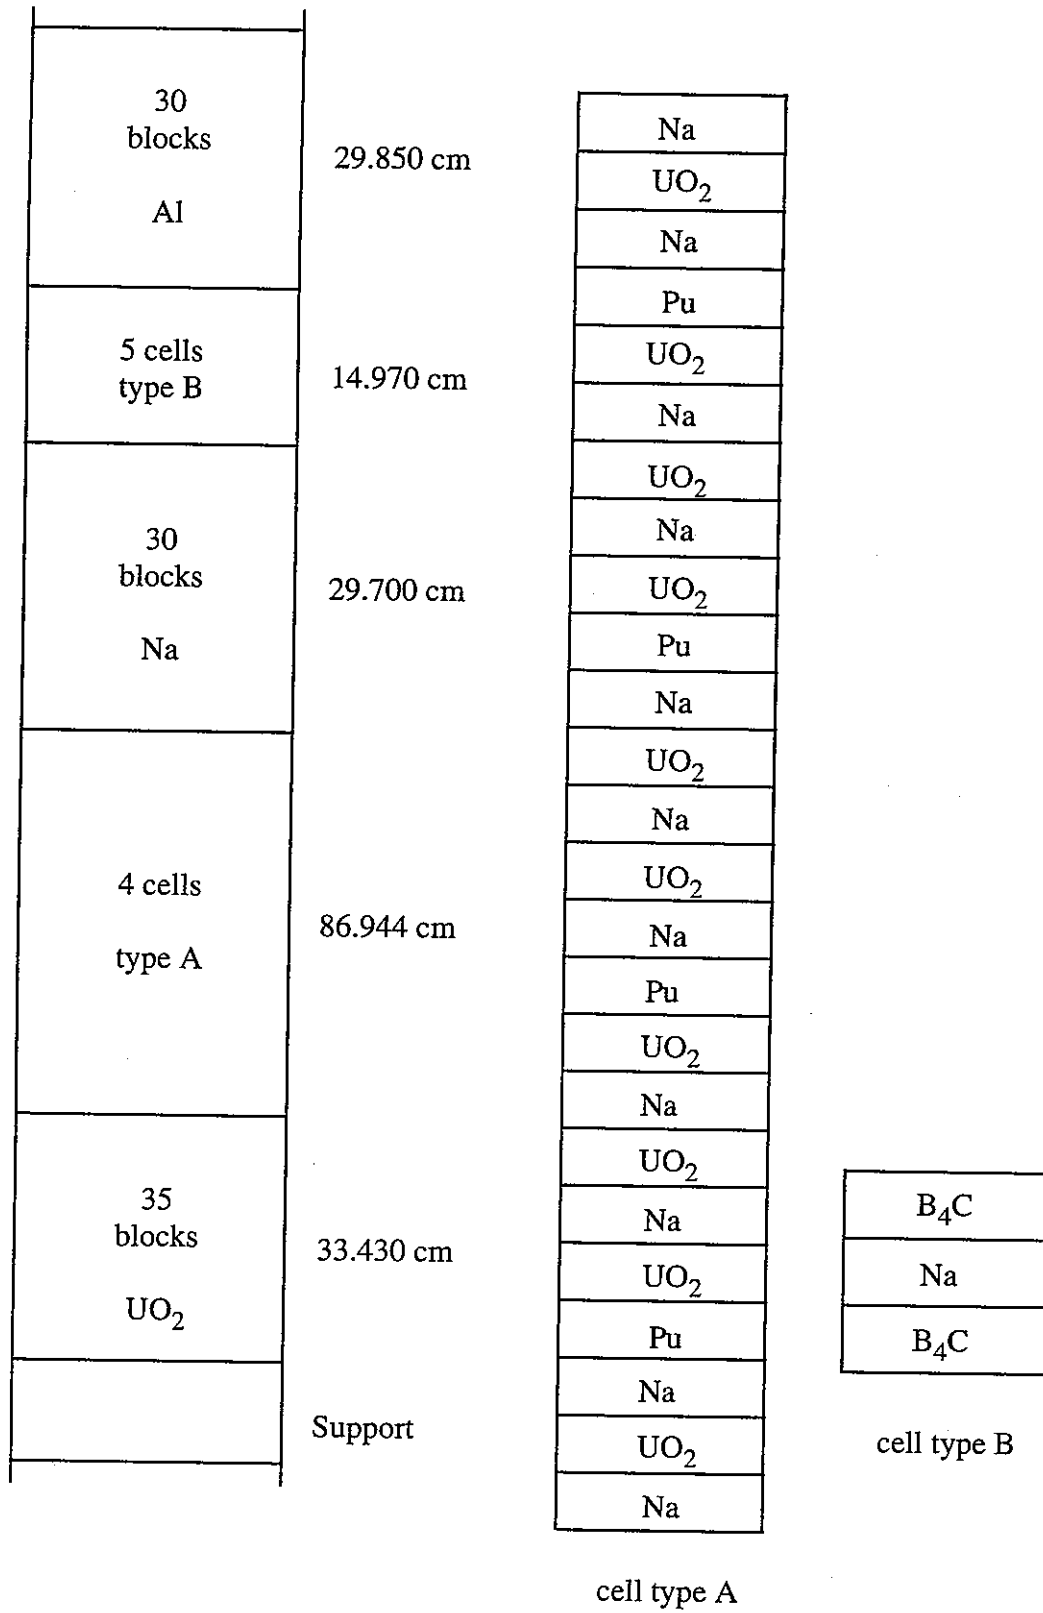 30
blocks
Al
29.850 cm
5 cells
type B
14.970 cm
30
blocks
Na
29.700 cm
4 cells
type A
86.944 cm
35
blocks
UO₂
33.430 cm
Support
Na
UO₂
Na
Pu
UO₂
Na
UO₂
Na
UO₂
Pu
Na
UO₂
Na
UO₂
Na
Pu
UO₂
Na
UO₂
Na
UO₂
Pu
Na
UO₂
Na
cell type A
B₄C
Na
B₄C
cell type B